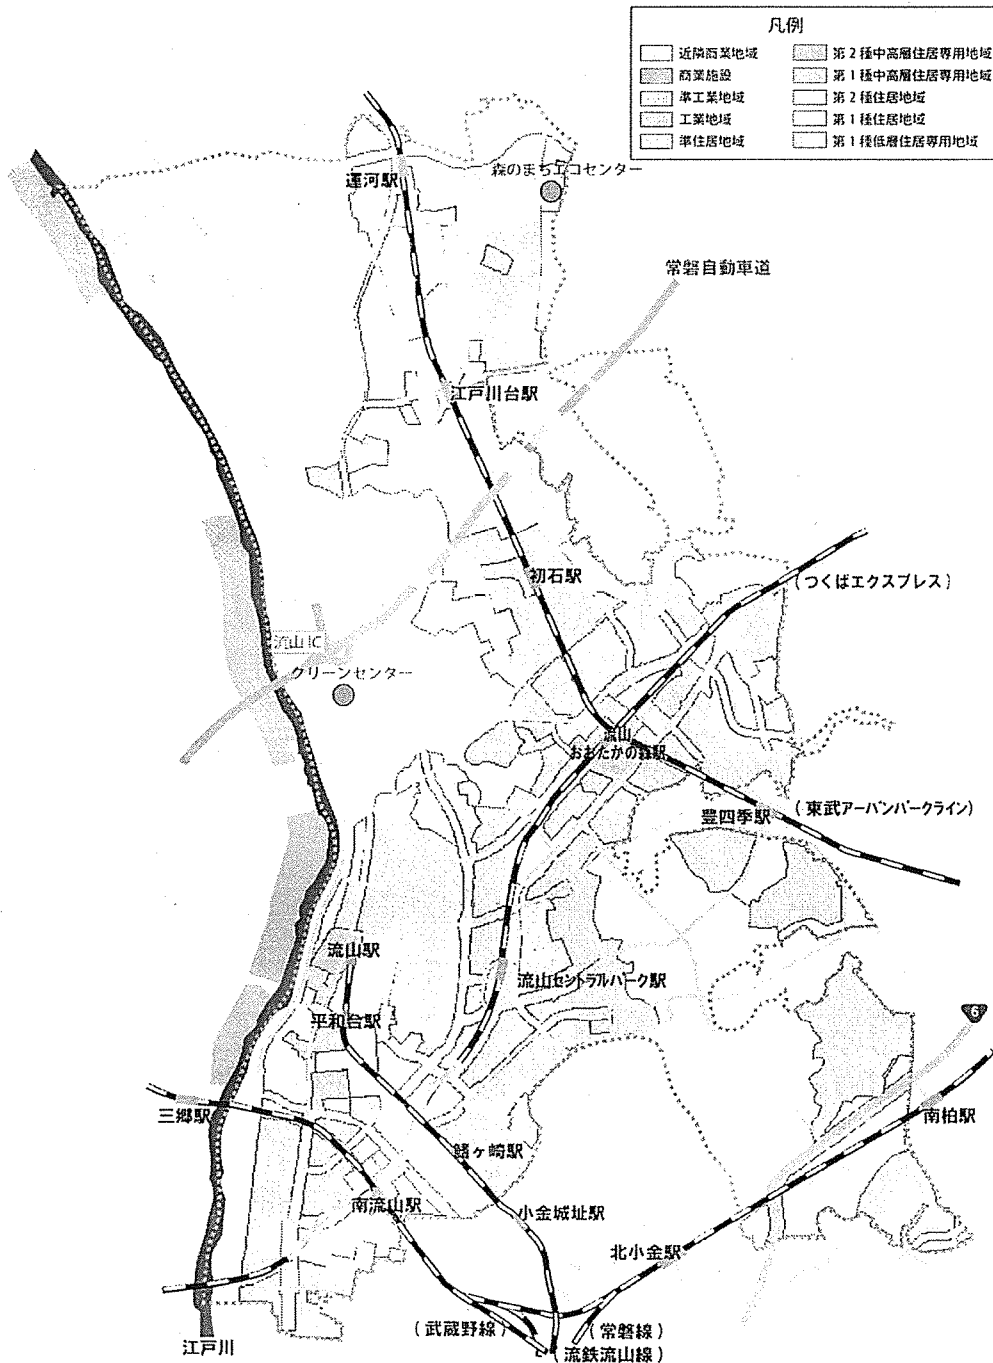 凡例
近隣商業地域
商業施設
準工業地域
工業地域
準住居地域
第2種中高層住居専用地域
第1種中高層住居専用地域
第2種住居地域
第1種住居地域
第1種低層住居専用地域
運河駅
森のまちエコセンター
常磐自動車道
江戸川台駅
初石駅
(つくばエクスプレス)
流山IC
クリーンセンター
流山
おおたかの森駅
豊四季駅
(東武アーバンパークライン)
流山駅
流山セントラルパーク駅
平和台駅
6
三郷駅
南柏駅
鰭ヶ崎駅
南流山駅
小金城址駅
北小金駅
(武蔵野線)
(常磐線)
(流鉄流山線)
江戸川